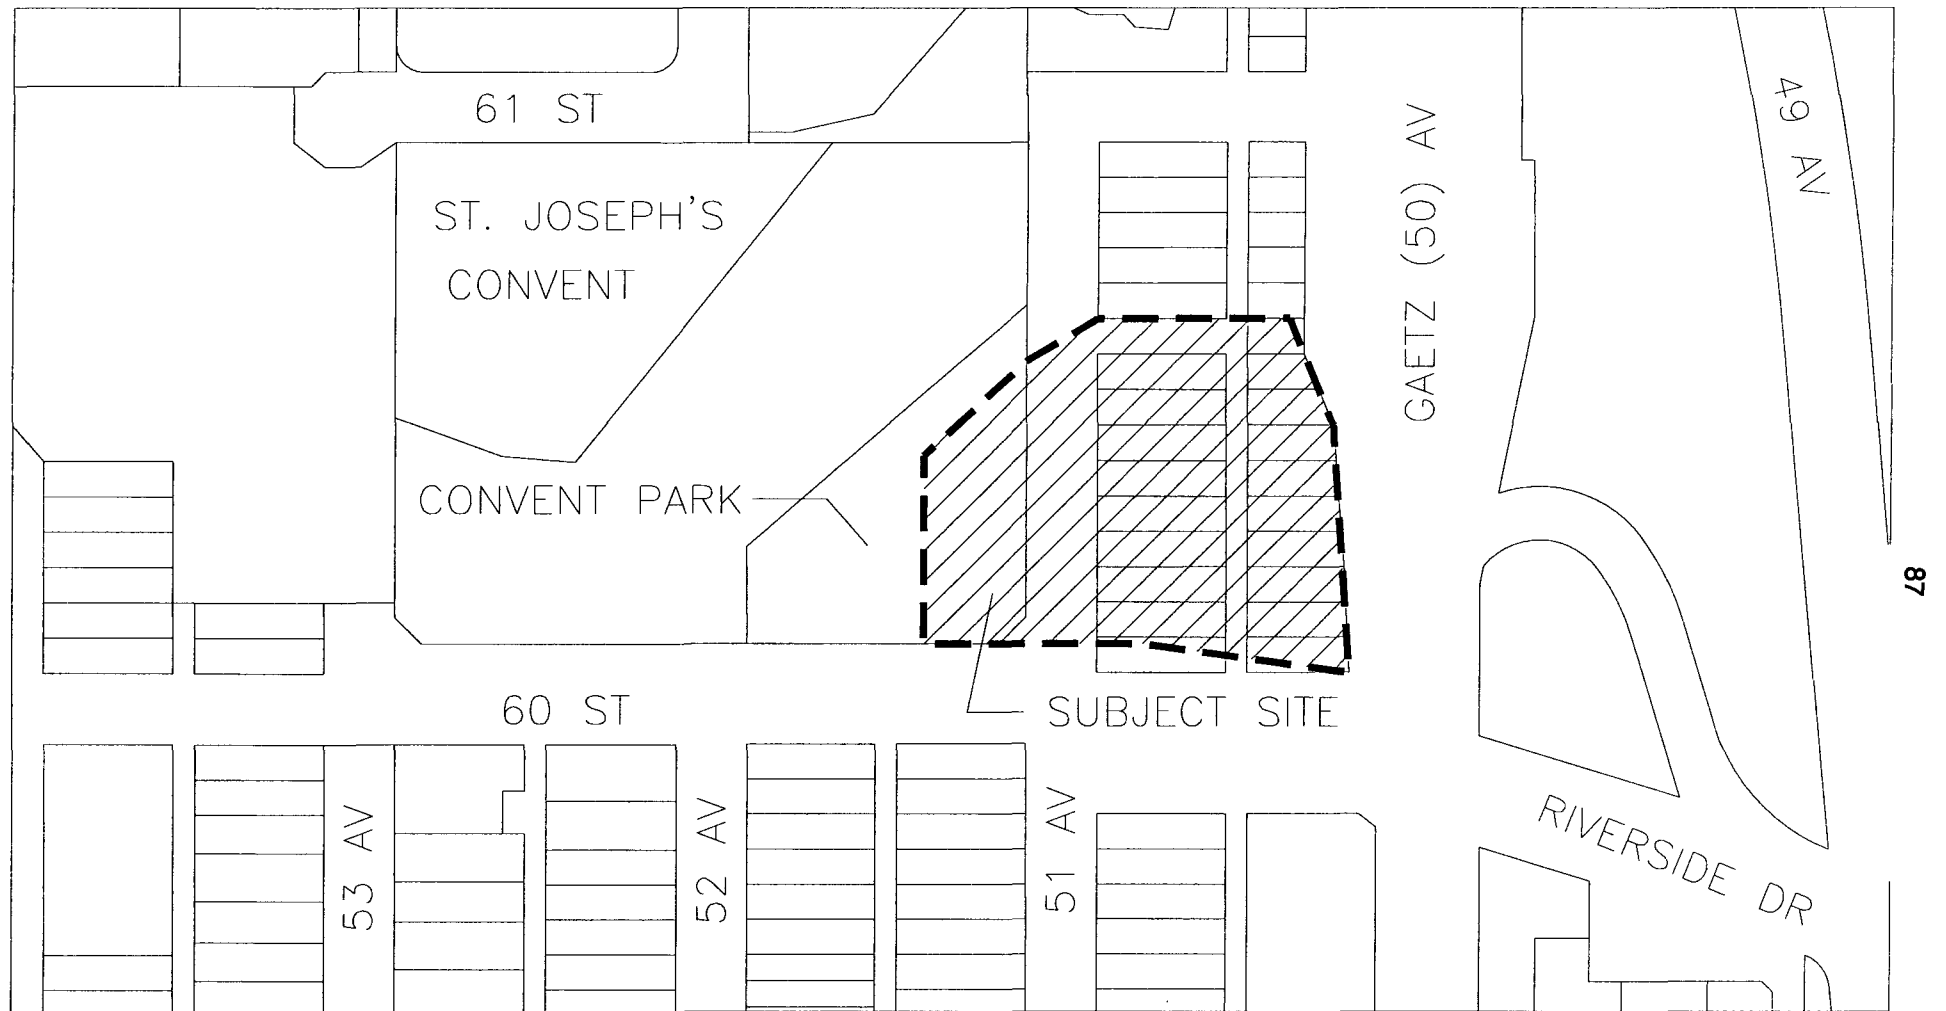 61 ST
49 AV
GAETZ (50) AV
ST. JOSEPH'S
CONVENT
CONVENT PARK
87
60 ST
SUBJECT SITE
53 AV
52 AV
51 AV
RIVERSIDE DR